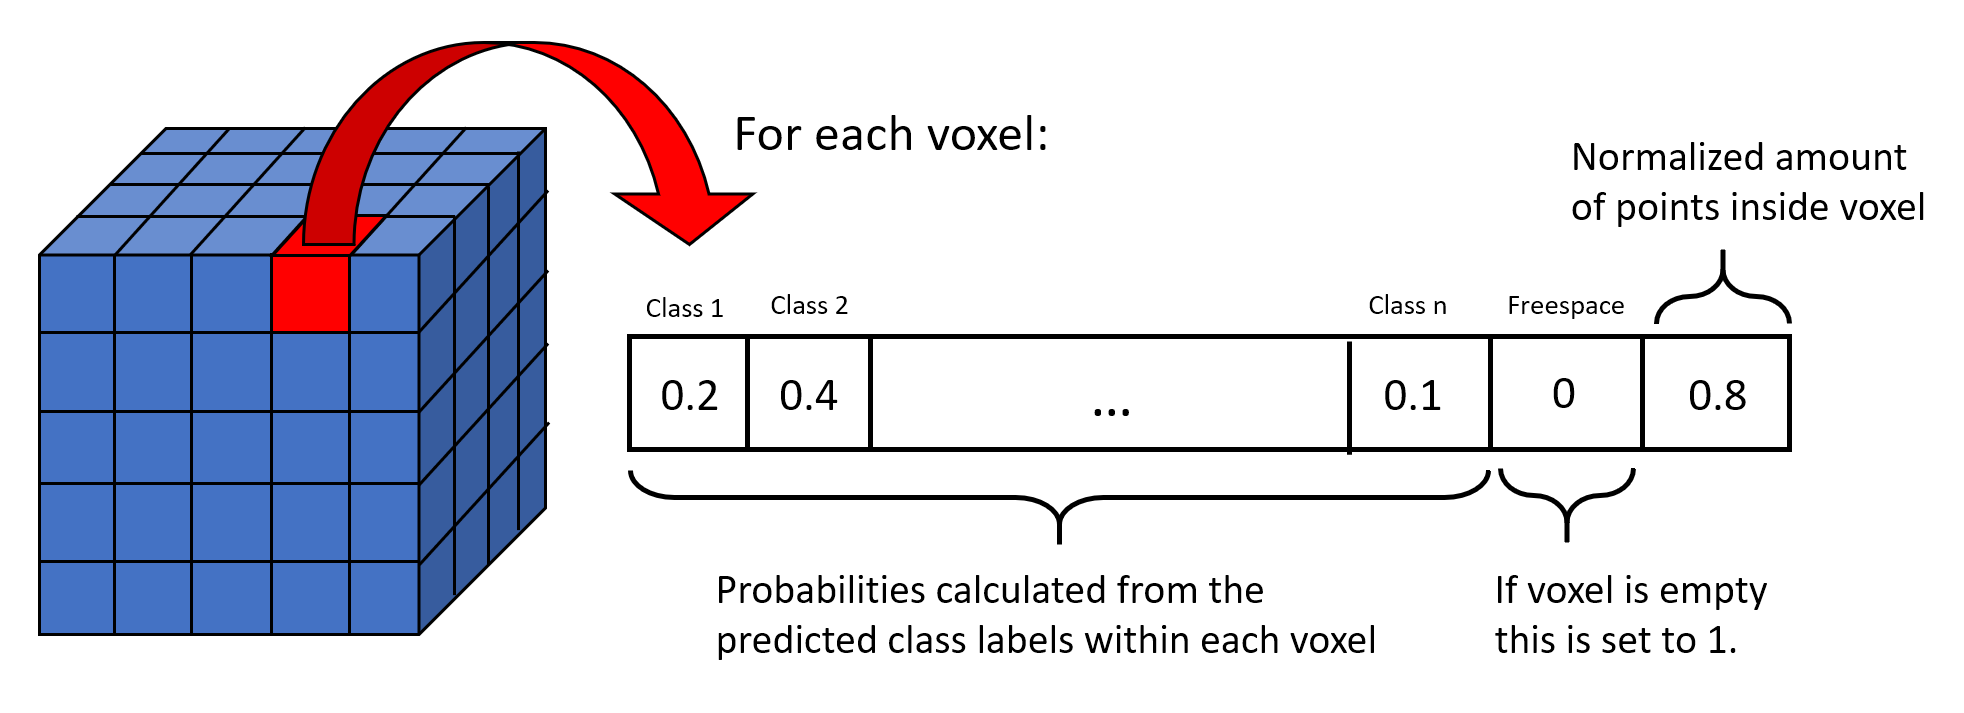 For each voxel:
Normalized amount
of points inside voxel
Class 1
Class 2
Class n
Freespace
0.2
0.4
...
0.1
0
0.8
Probabilities calculated from the
predicted class labels within each voxel
If voxel is empty
this is set to 1.